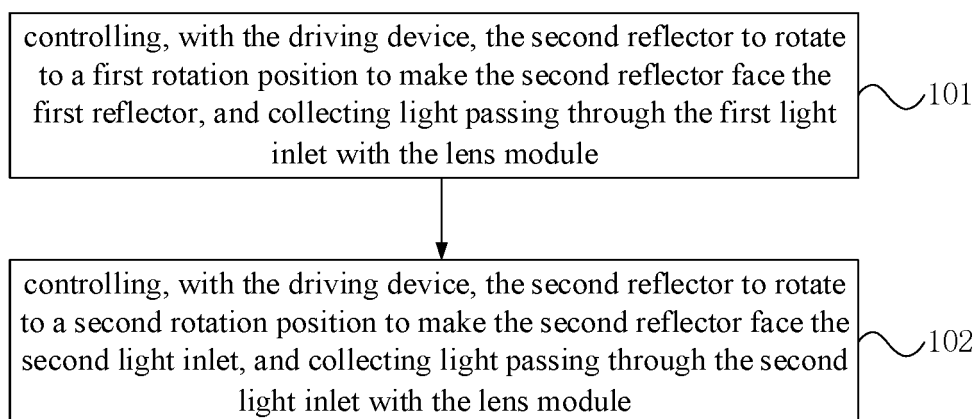 controlling, with the driving device, the second reflector to rotate
to a first rotation position to make the second reflector face the
first reflector, and collecting light passing through the first light
inlet with the lens module
101
controlling, with the driving device, the second reflector to rotate
to a second rotation position to make the second reflector face the
second light inlet, and collecting light passing through the second
light inlet with the lens module
102